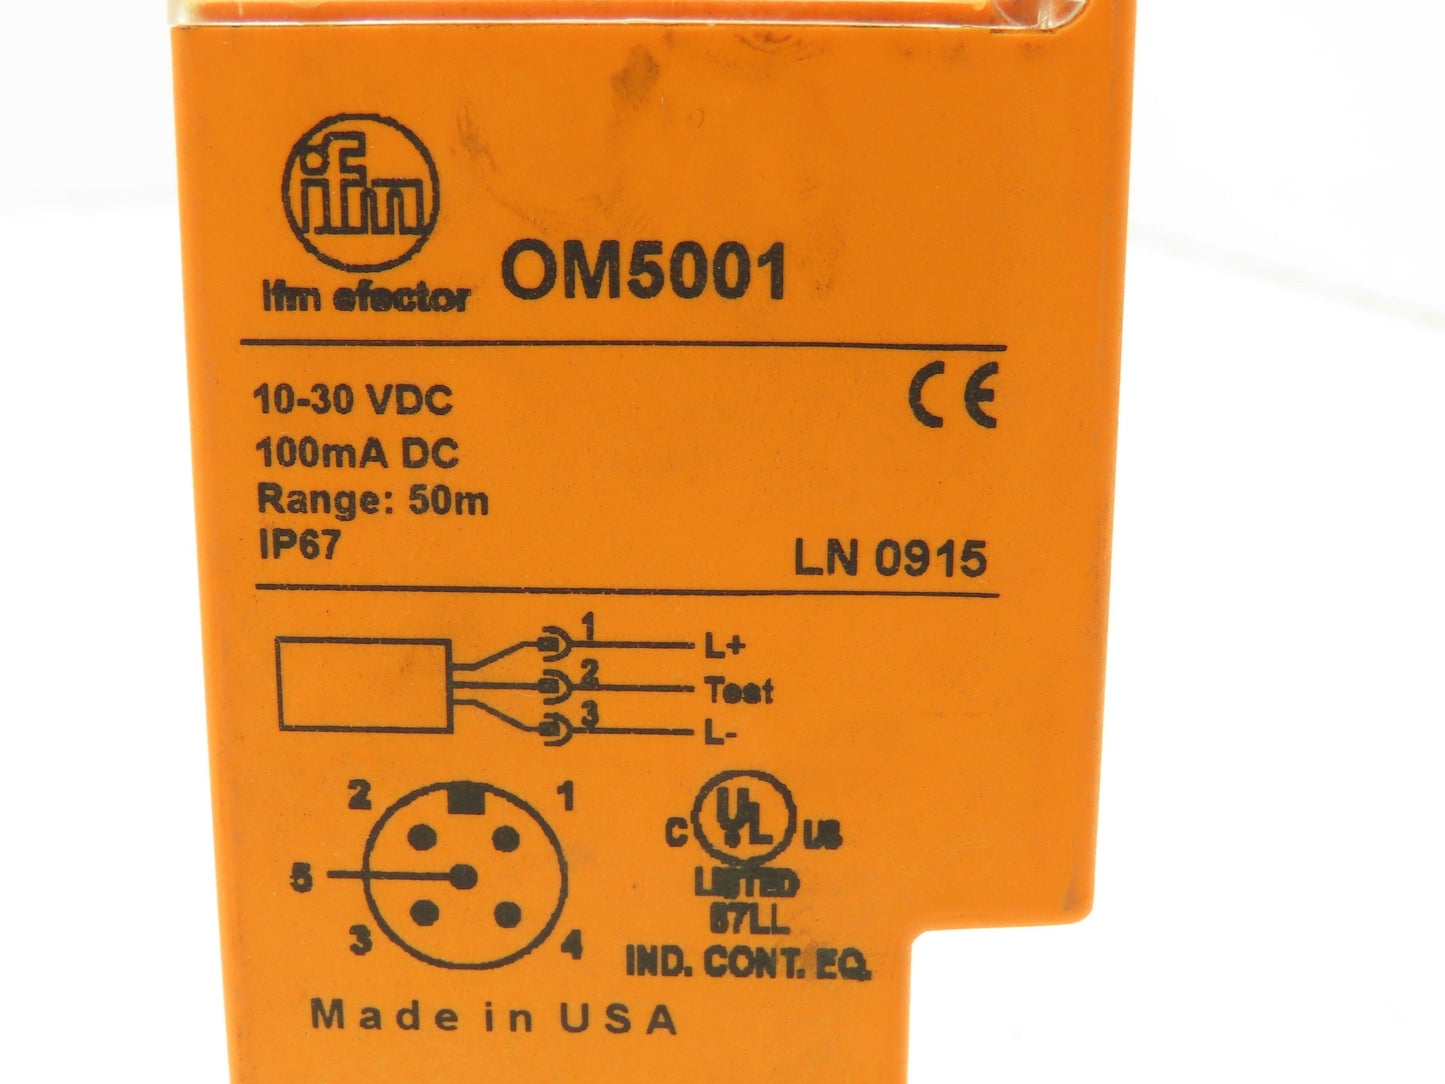 ifm
ifm efector OM5001
10-30 VDC
CE
100mA DC
Range: 50m
IP67
LN 0915
1 L+
2 Test
3 L-
2 1
5
3 4
C UL US
LISTED
67LL
IND. CONT. EQ.
Made in USA